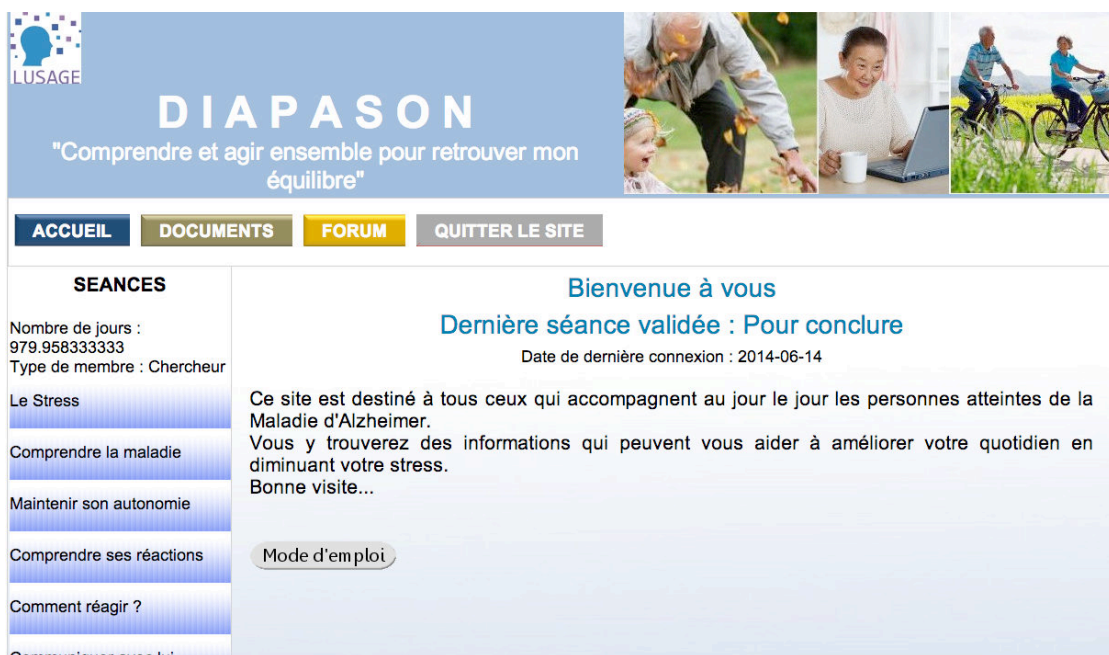 LUSAGE
DIAPASON
"Comprendre et agir ensemble pour retrouver mon
équilibre"
ACCUEIL DOCUMENTS FORUM QUITTER LE SITE
SEANCES
Nombre de jours :
979.958333333
Type de membre : Chercheur
Le Stress
Comprendre la maladie
Maintenir son autonomie
Comprendre ses réactions
Comment réagir ?
Bienvenue à vous
Dernière séance validée : Pour conclure
Date de dernière connexion : 2014-06-14
Ce site est destiné à tous ceux qui accompagnent au jour le jour les personnes atteintes de la
Maladie d'Alzheimer.
Vous y trouverez des informations qui peuvent vous aider à améliorer votre quotidien en
diminuant votre stress.
Bonne visite...
Mode d'emploi